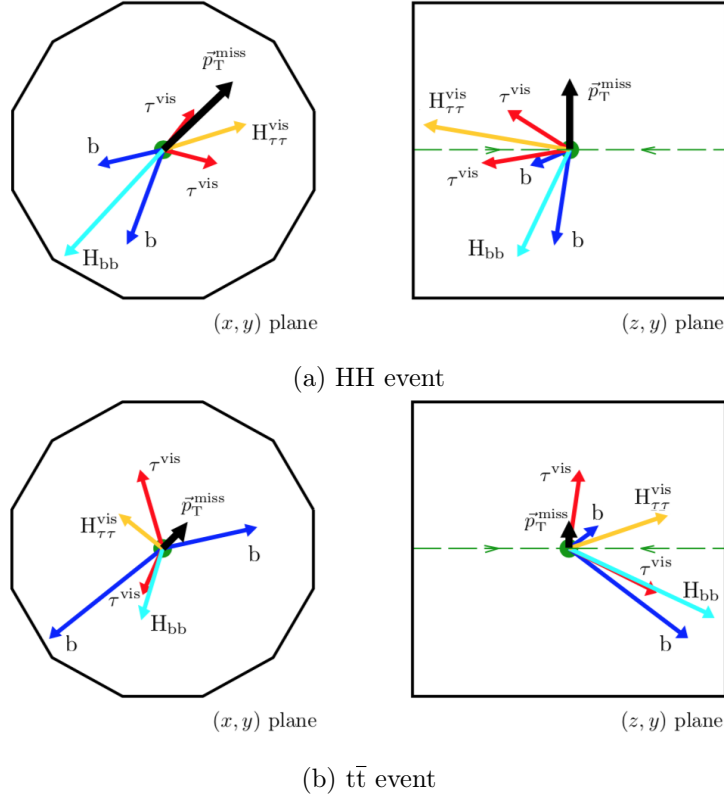 p⃗_T^miss
τ^vis
H_ττ^vis
b
τ^vis
b
H_bb
(x, y) plane
p⃗_T^miss
τ^vis
H_ττ^vis
τ^vis
b
b
H_bb
(z, y) plane
(a) HH event
τ^vis
p⃗_T^miss
H_ττ^vis
b
τ^vis
H_bb
b
(x, y) plane
τ^vis
H_ττ^vis
p⃗_T^miss
b
τ^vis
H_bb
b
(z, y) plane
(b) tt̄ event